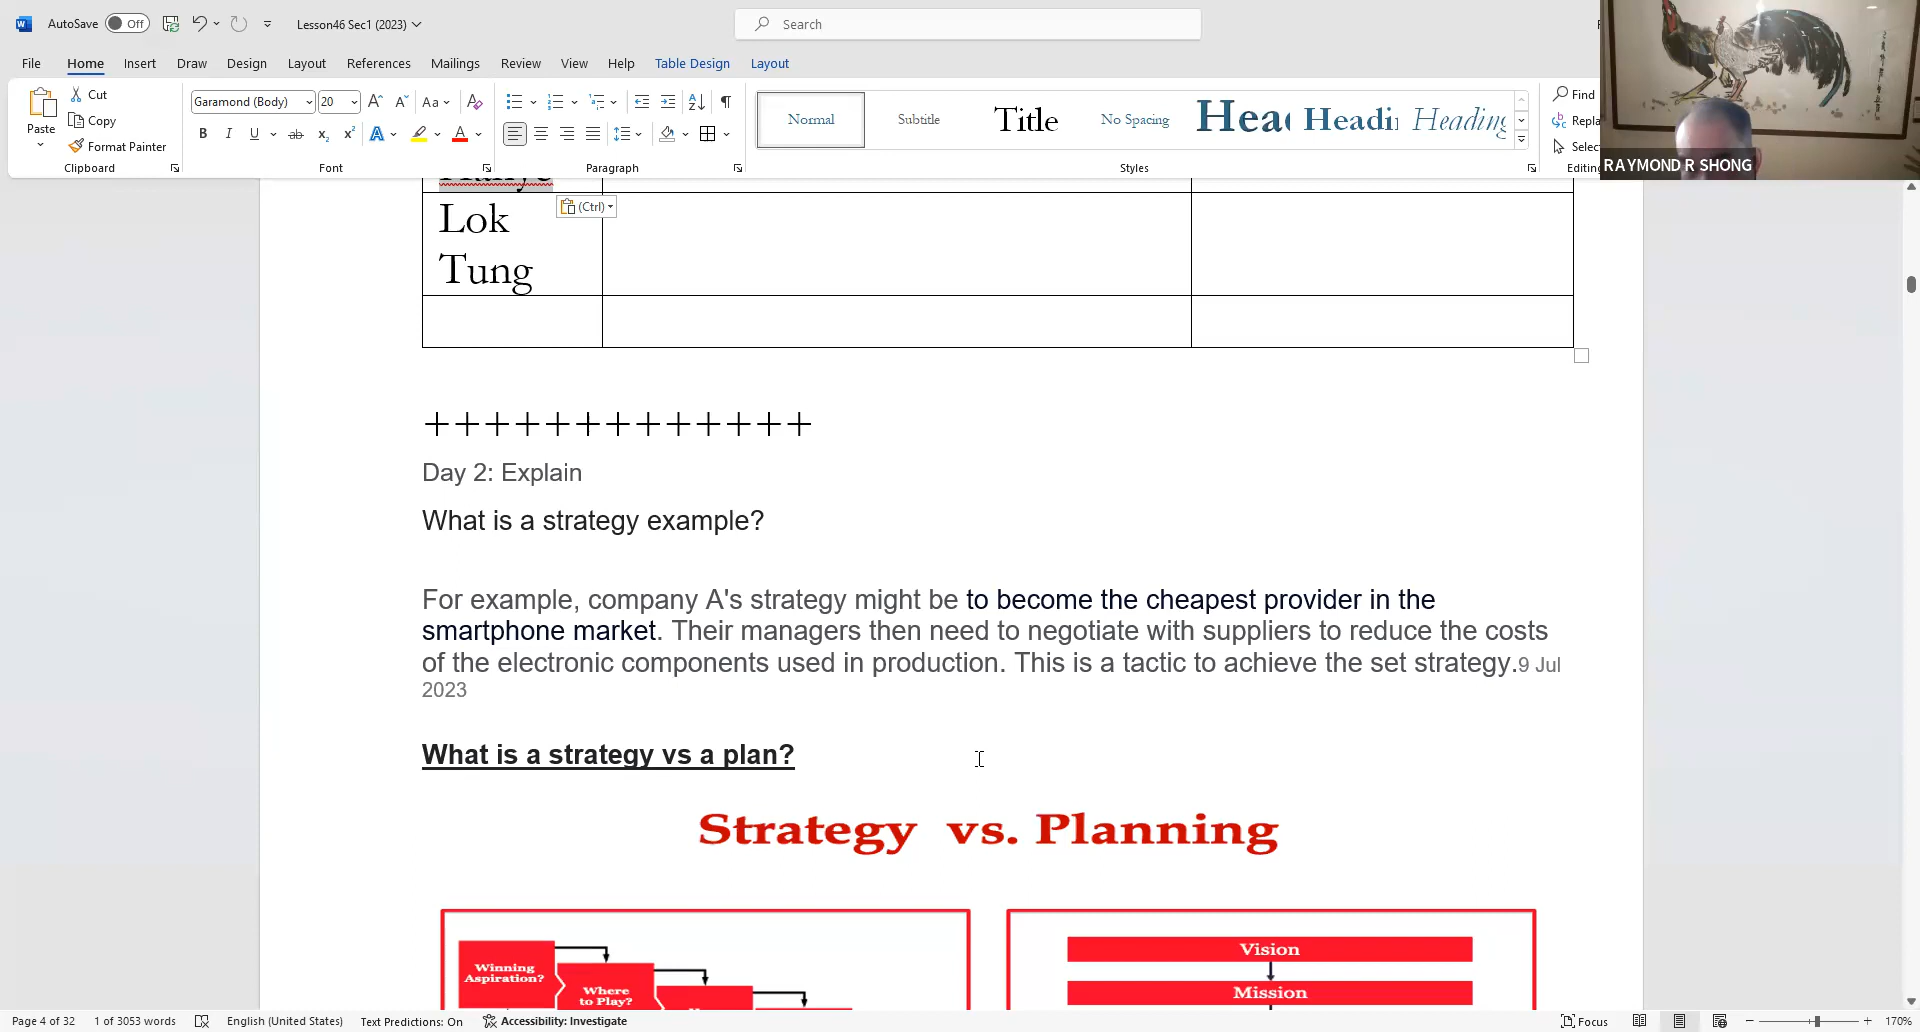 AutoSave Off Lesson46 Sec1 (2023) Search
File Home Insert Draw Design Layout References Mailings Review View Help Table Design Layout
Paste Cut Copy Format Painter
Clipboard
Garamond (Body) 20 Aa
Font
Paragraph
Normal Subtitle Title No Spacing Head Headi Heading
Styles
Find
Repla
Selec
Editing
RAYMOND R SHONG
(Ctrl)
Lok
Tung
+++++++++++++
Day 2: Explain
What is a strategy example?
For example, company A's strategy might be to become the cheapest provider in the
smartphone market. Their managers then need to negotiate with suppliers to reduce the costs
of the electronic components used in production. This is a tactic to achieve the set strategy.9 Jul
2023
What is a strategy vs a plan?
Strategy vs. Planning
Winning
Aspiration?
Where
to Play?
Vision
Mission
Page 4 of 32 1 of 3053 words English (United States) Text Predictions: On Accessibility: Investigate Focus 170%